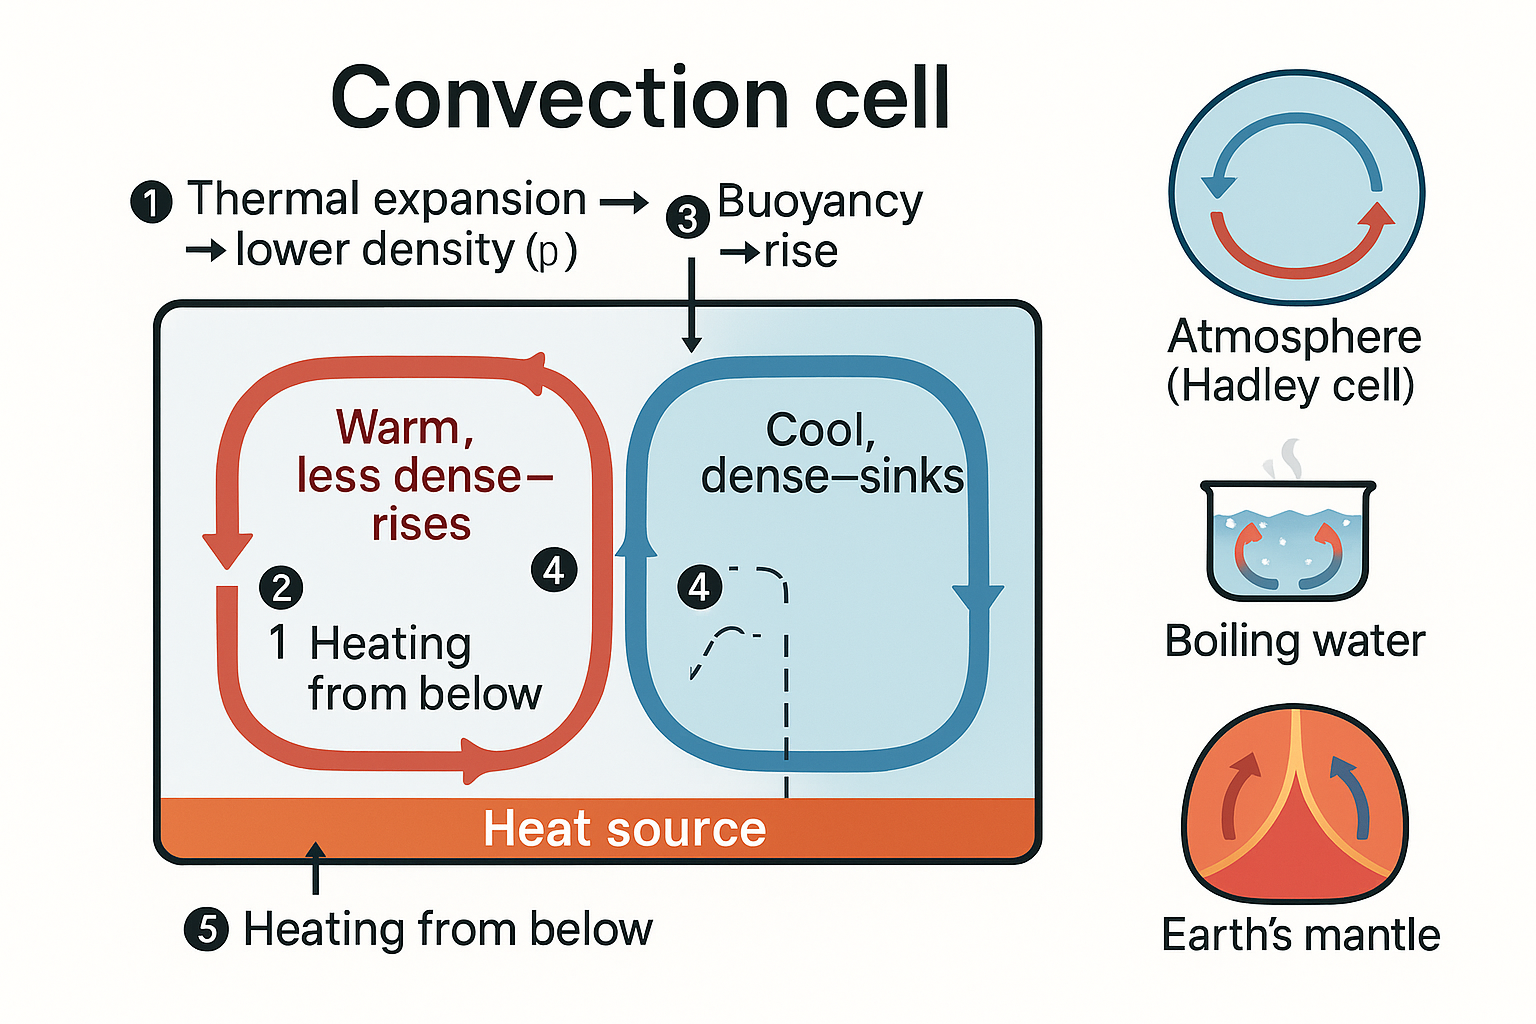 Convection cell
1 Thermal expansion →
→ lower density (p)
3 Buoyancy
→ rise
Warm,
less dense–
rises
Cool,
dense–sinks
2
4
4
1 Heating
from below
Heat source
5 Heating from below
Atmosphere
(Hadley cell)
Boiling water
Earth's mantle